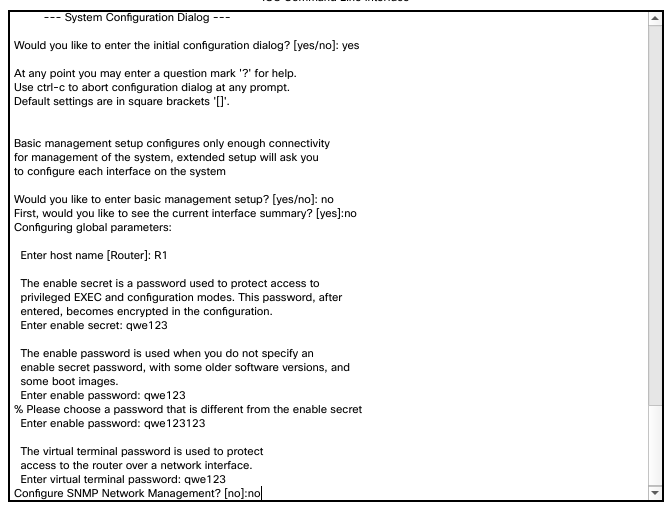 IOS Command Line Interface
--- System Configuration Dialog ---
Would you like to enter the initial configuration dialog? [yes/no]: yes
At any point you may enter a question mark '?' for help.
Use ctrl-c to abort configuration dialog at any prompt.
Default settings are in square brackets '[]'.
Basic management setup configures only enough connectivity
for management of the system, extended setup will ask you
to configure each interface on the system
Would you like to enter basic management setup? [yes/no]: no
First, would you like to see the current interface summary? [yes]:no
Configuring global parameters:
Enter host name [Router]: R1
The enable secret is a password used to protect access to
privileged EXEC and configuration modes. This password, after
entered, becomes encrypted in the configuration.
Enter enable secret: qwe123
The enable password is used when you do not specify an
enable secret password, with some older software versions, and
some boot images.
Enter enable password: qwe123
% Please choose a password that is different from the enable secret
Enter enable password: qwe123123
The virtual terminal password is used to protect
access to the router over a network interface.
Enter virtual terminal password: qwe123
Configure SNMP Network Management? [no]:no